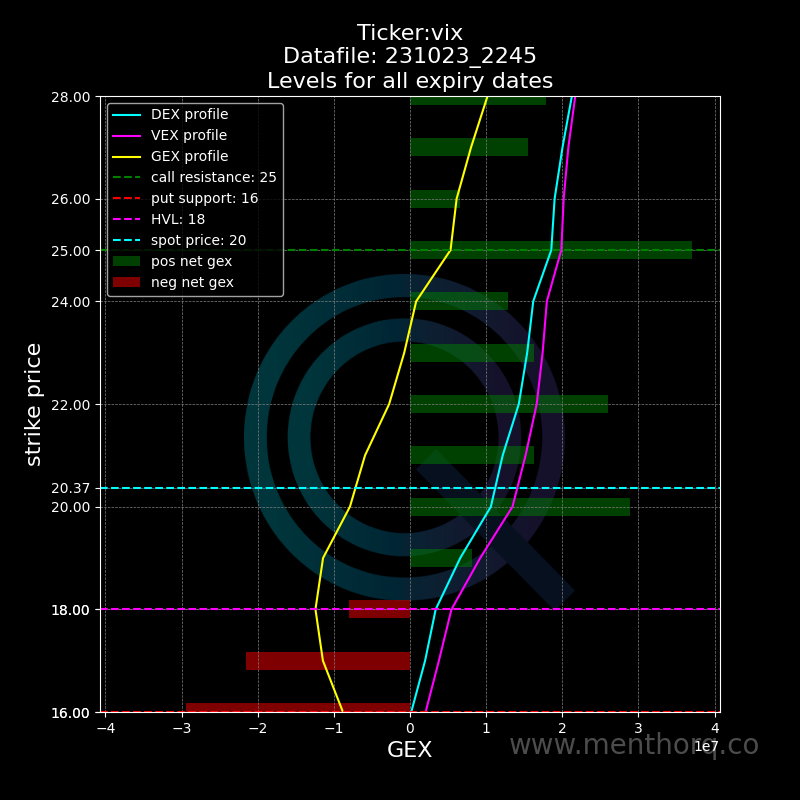 Ticker:vix
Datafile: 231023_2245
Levels for all expiry dates
DEX profile
VEX profile
GEX profile
call resistance: 25
put support: 16
HVL: 18
spot price: 20
pos net gex
neg net gex
28.00
26.00
25.00
24.00
22.00
20.37
20.00
18.00
16.00
strike price
−4 −3 −2 −1 0 1 2 3 4
1e7
GEX
www.menthorq.co